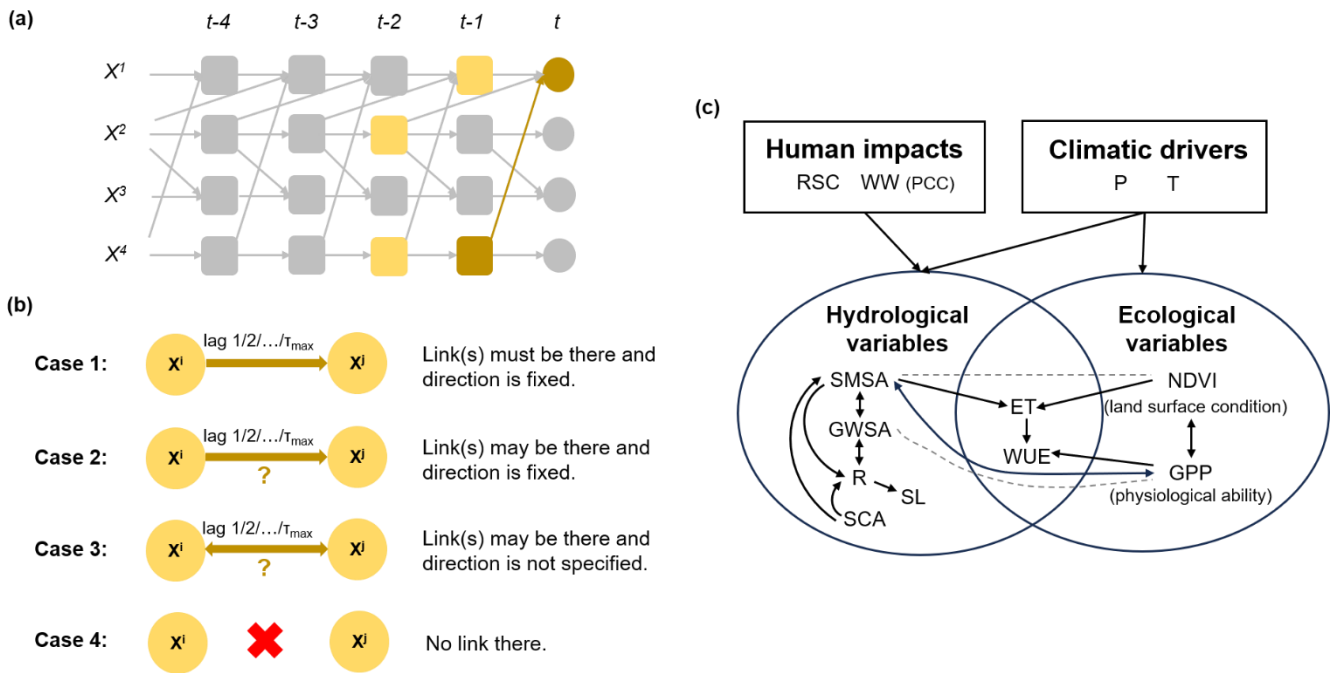 (a)
t-4 t-3 t-2 t-1 t
X¹
X²
X³
X⁴
(b)
Case 1:
Xⁱ
lag 1/2/…/τmax
Xʲ
Link(s) must be there and
direction is fixed.
Case 2:
Xⁱ
lag 1/2/…/τmax
?
Xʲ
Link(s) may be there and
direction is fixed.
Case 3:
Xⁱ
lag 1/2/…/τmax
?
Xʲ
Link(s) may be there and
direction is not specified.
Case 4:
Xⁱ
Xʲ
No link there.
(c)
Human impacts
RSC WW (PCC)
Climatic drivers
P T
Hydrological
variables
SMSA
GWSA
R
SL
SCA
ET
WUE
Ecological
variables
NDVI
(land surface condition)
GPP
(physiological ability)